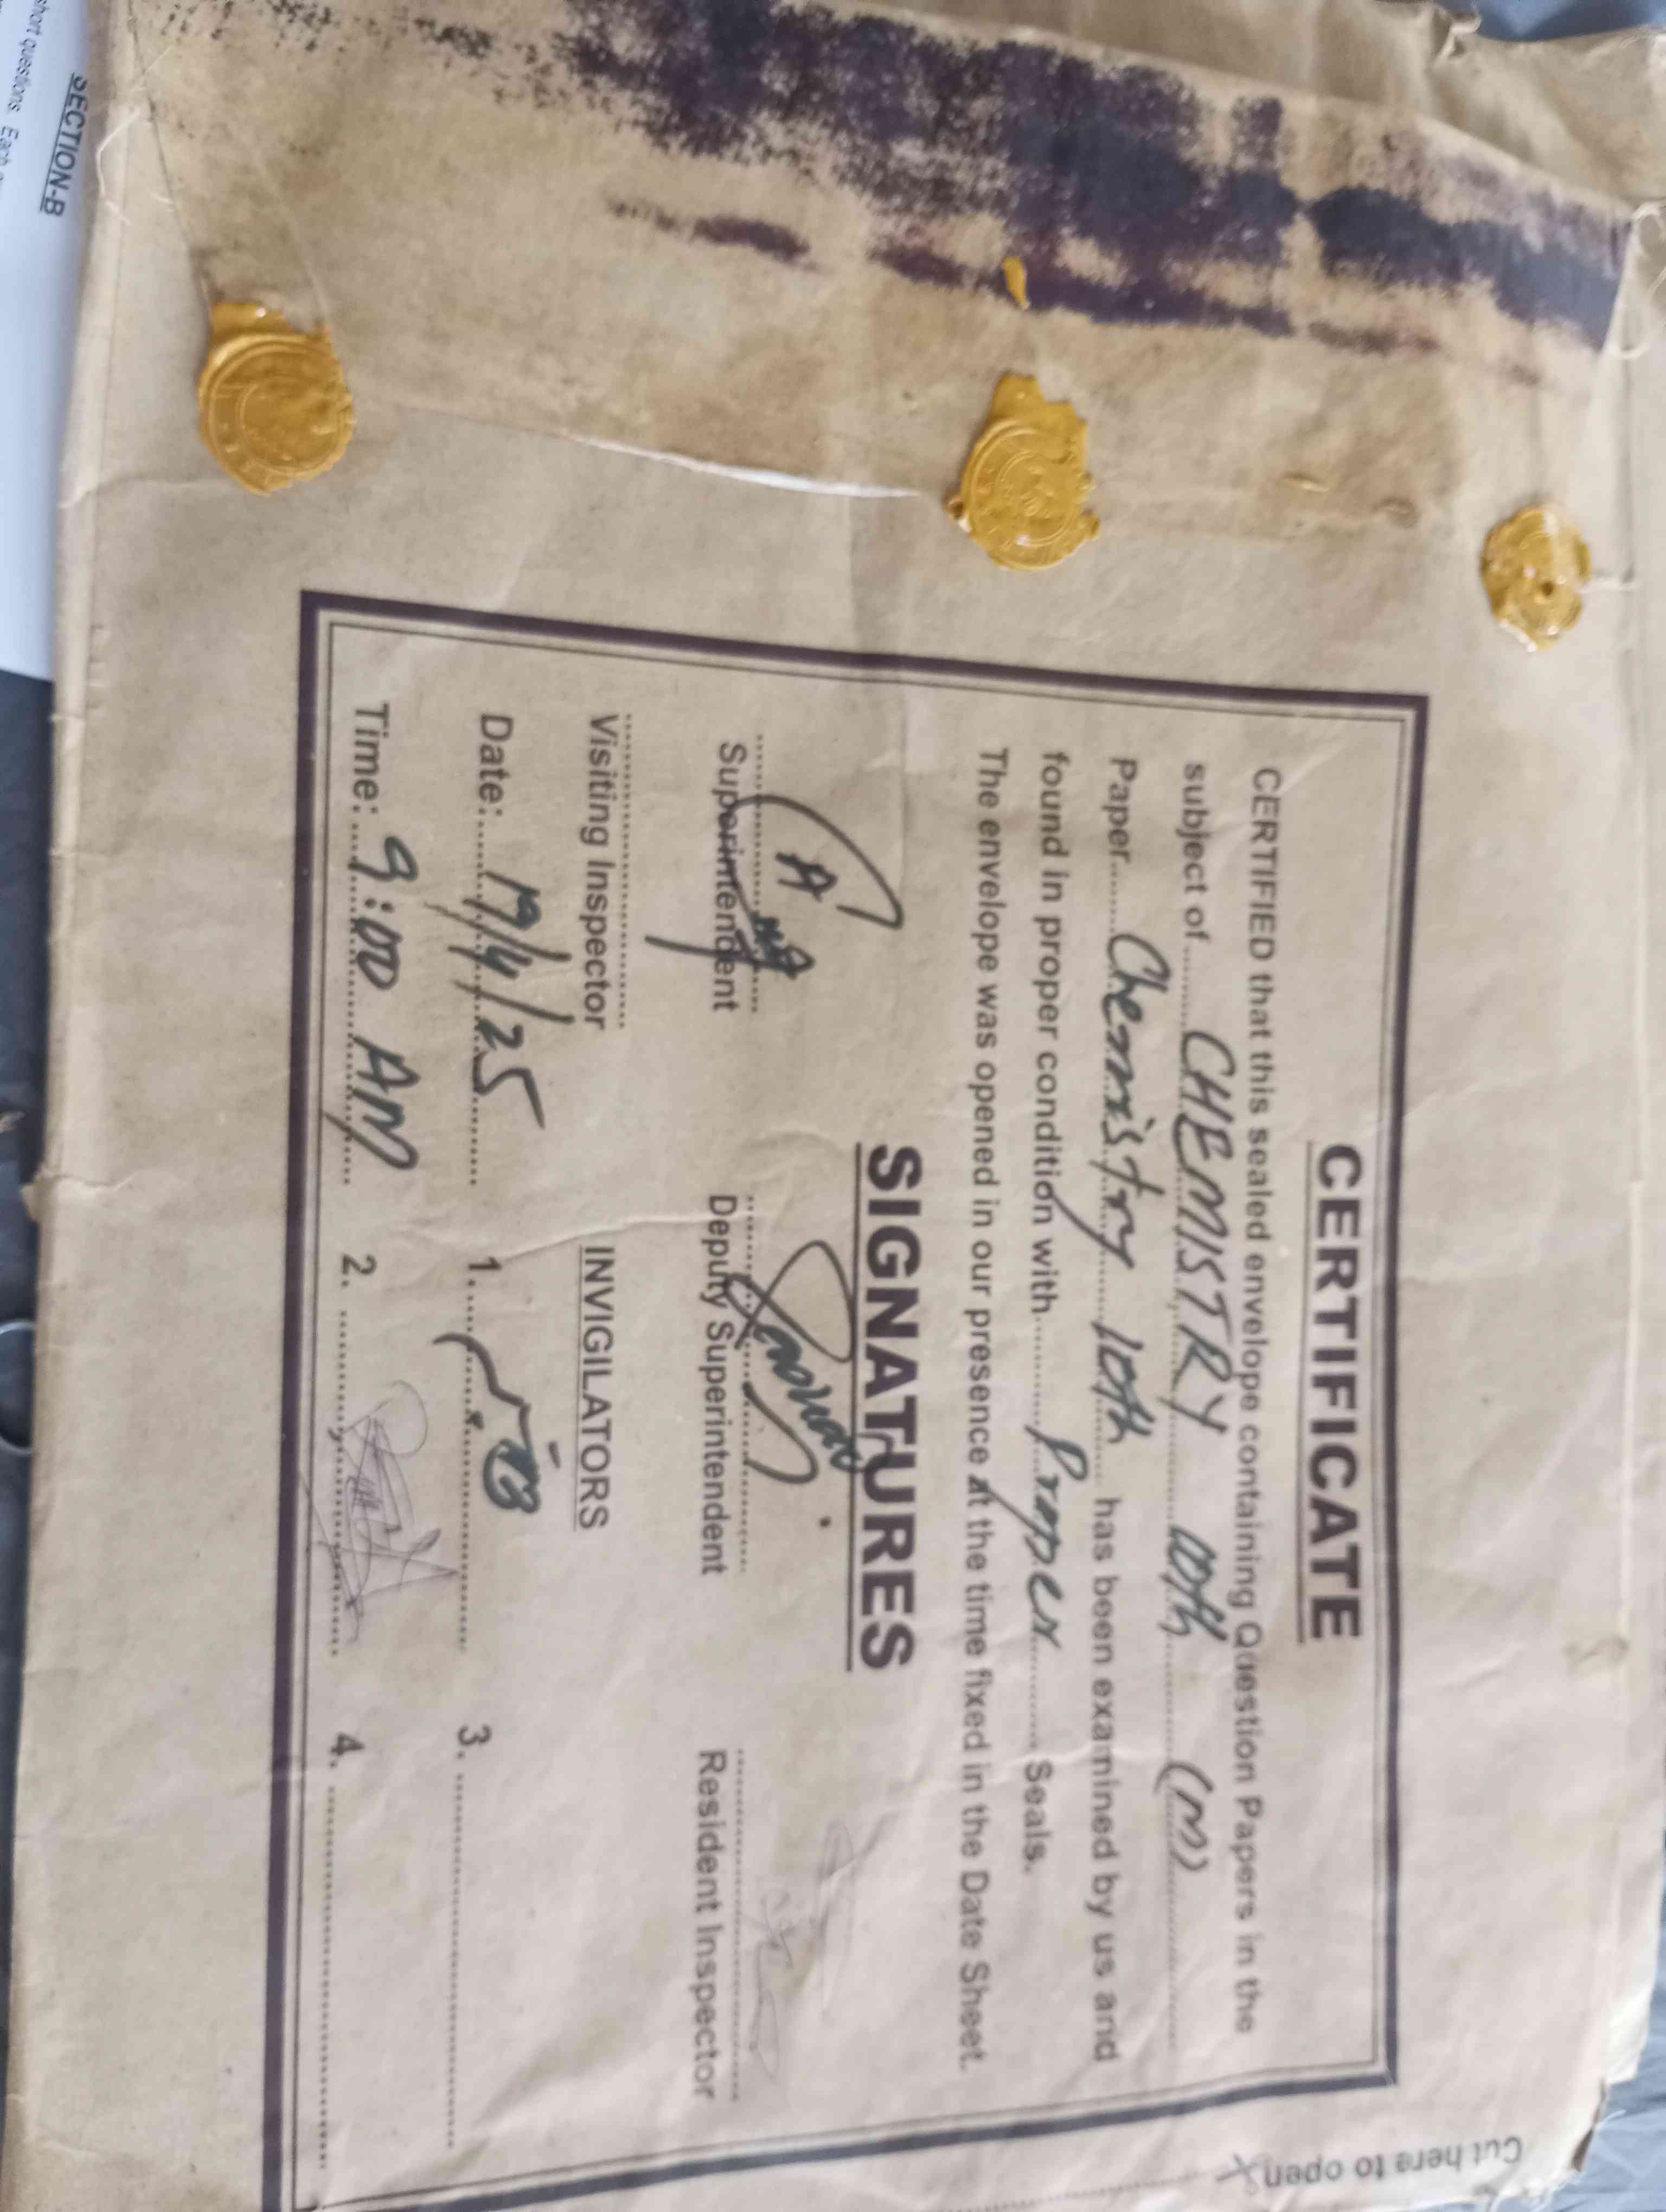 CERTIFICATE
CERTIFIED that this sealed envelope containing Question Papers in the
subject of CHEMISTRY 10th (M)
Paper Chemistry 10th has been examined by us and
found in proper condition with Proper Seals.
The envelope was opened in our presence at the time fixed in the Date Sheet.
SIGNATURES
Superintendent Deputy Superintendent Resident Inspector
Visiting Inspector INVIGILATORS
Date: 19/4/25 1. 3.
Time: 9:00 AM 2. 4.
Cut here to open
SECTION-B
short questions. Each